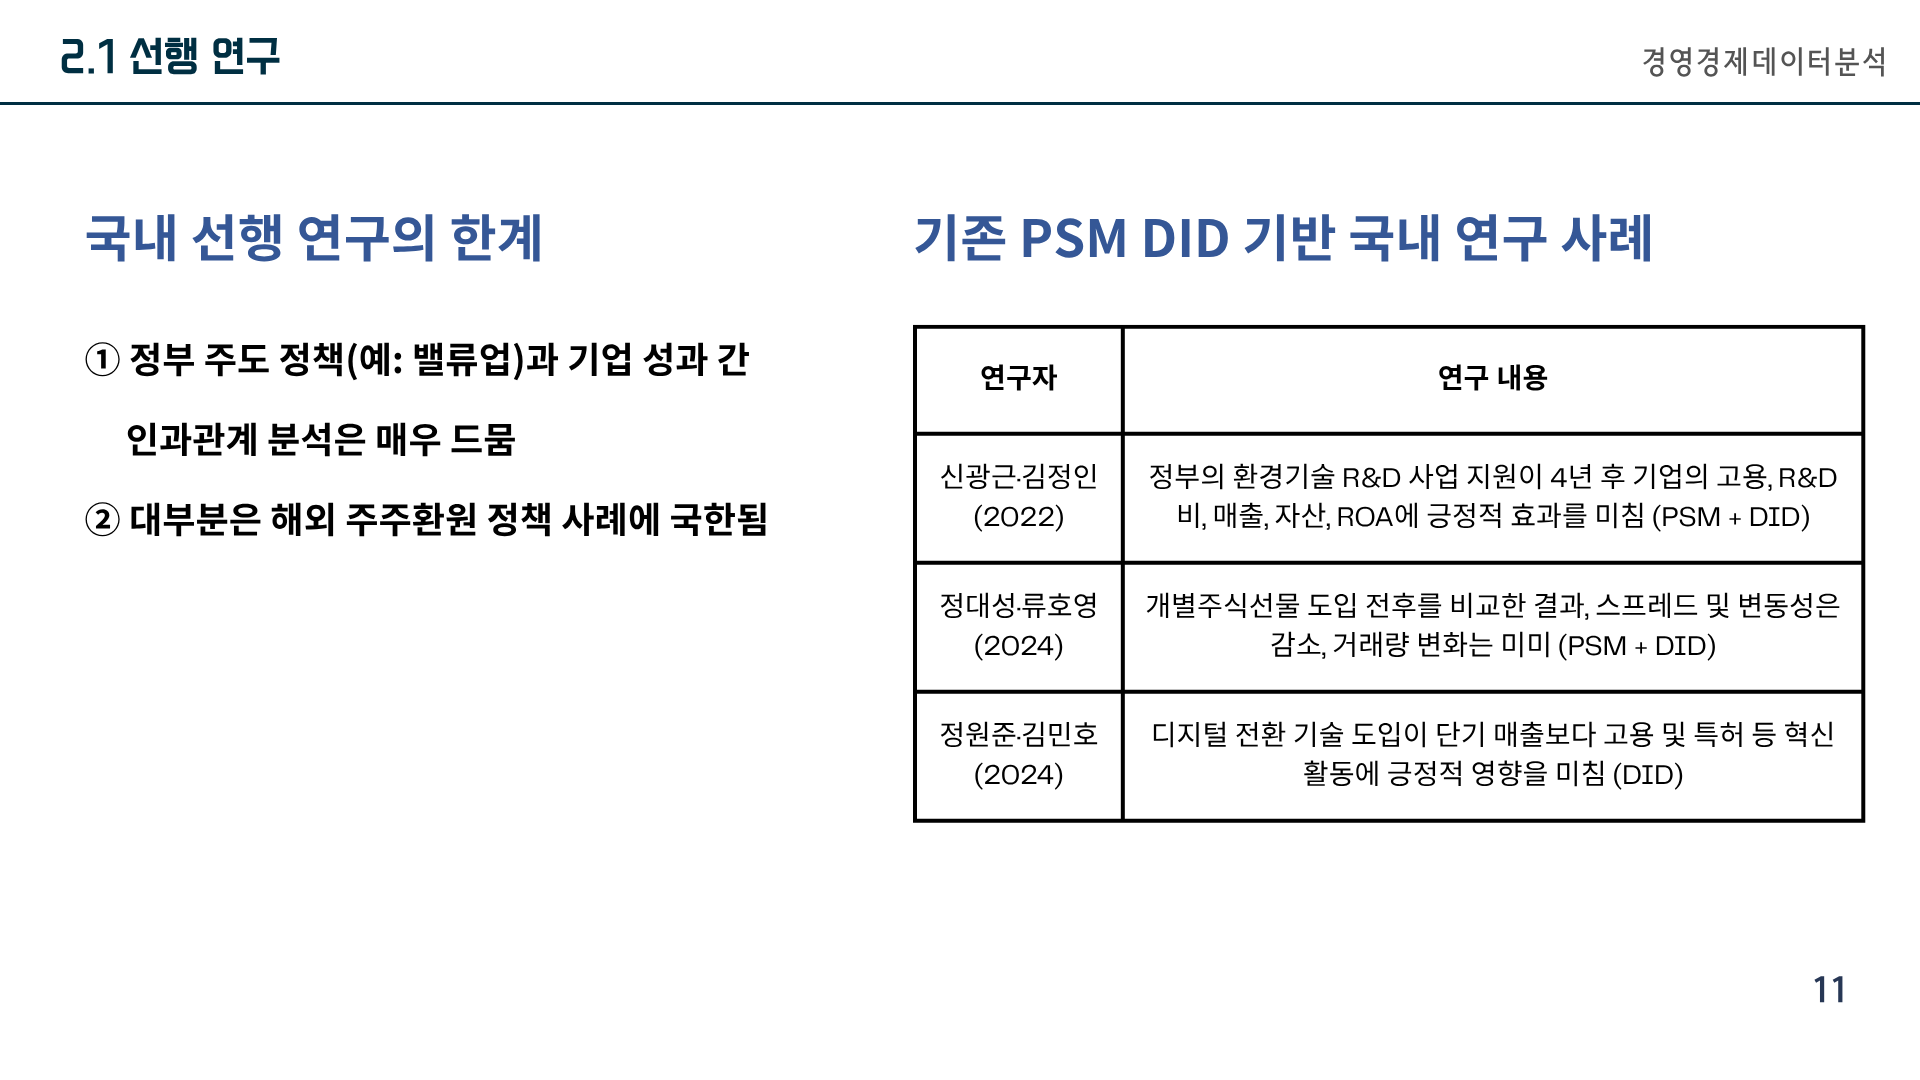 2.1 선행 연구
경영경제데이터분석
국내 선행 연구의 한계
① 정부 주도 정책(예: 밸류업)과 기업 성과 간
인과관계 분석은 매우 드뭄
② 대부분은 해외 주주환원 정책 사례에 국한됨
기존 PSM DID 기반 국내 연구 사례
연구자
연구 내용
신광근·김정인
(2022)
정부의 환경기술 R&D 사업 지원이 4년 후 기업의 고용, R&D
비, 매출, 자산, ROA에 긍정적 효과를 미침 (PSM + DID)
정대성·류호영
(2024)
개별주식선물 도입 전후를 비교한 결과, 스프레드 및 변동성은
감소, 거래량 변화는 미미 (PSM + DID)
정원준·김민호
(2024)
디지털 전환 기술 도입이 단기 매출보다 고용 및 특허 등 혁신
활동에 긍정적 영향을 미침 (DID)
11